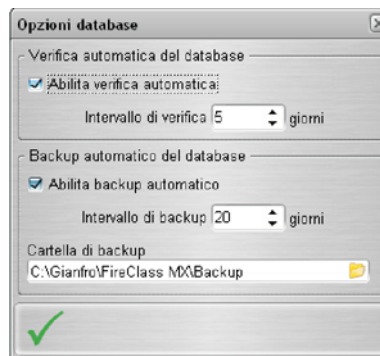 Opzioni database
Verifica automatica del database
Abilita verifica automatica
Intervallo di verifica 5 giorni
Backup automatico del database
Abilita backup automatico
Intervallo di backup 20 giorni
Cartella di backup
C:\Gianfro\FireClass MX\Backup